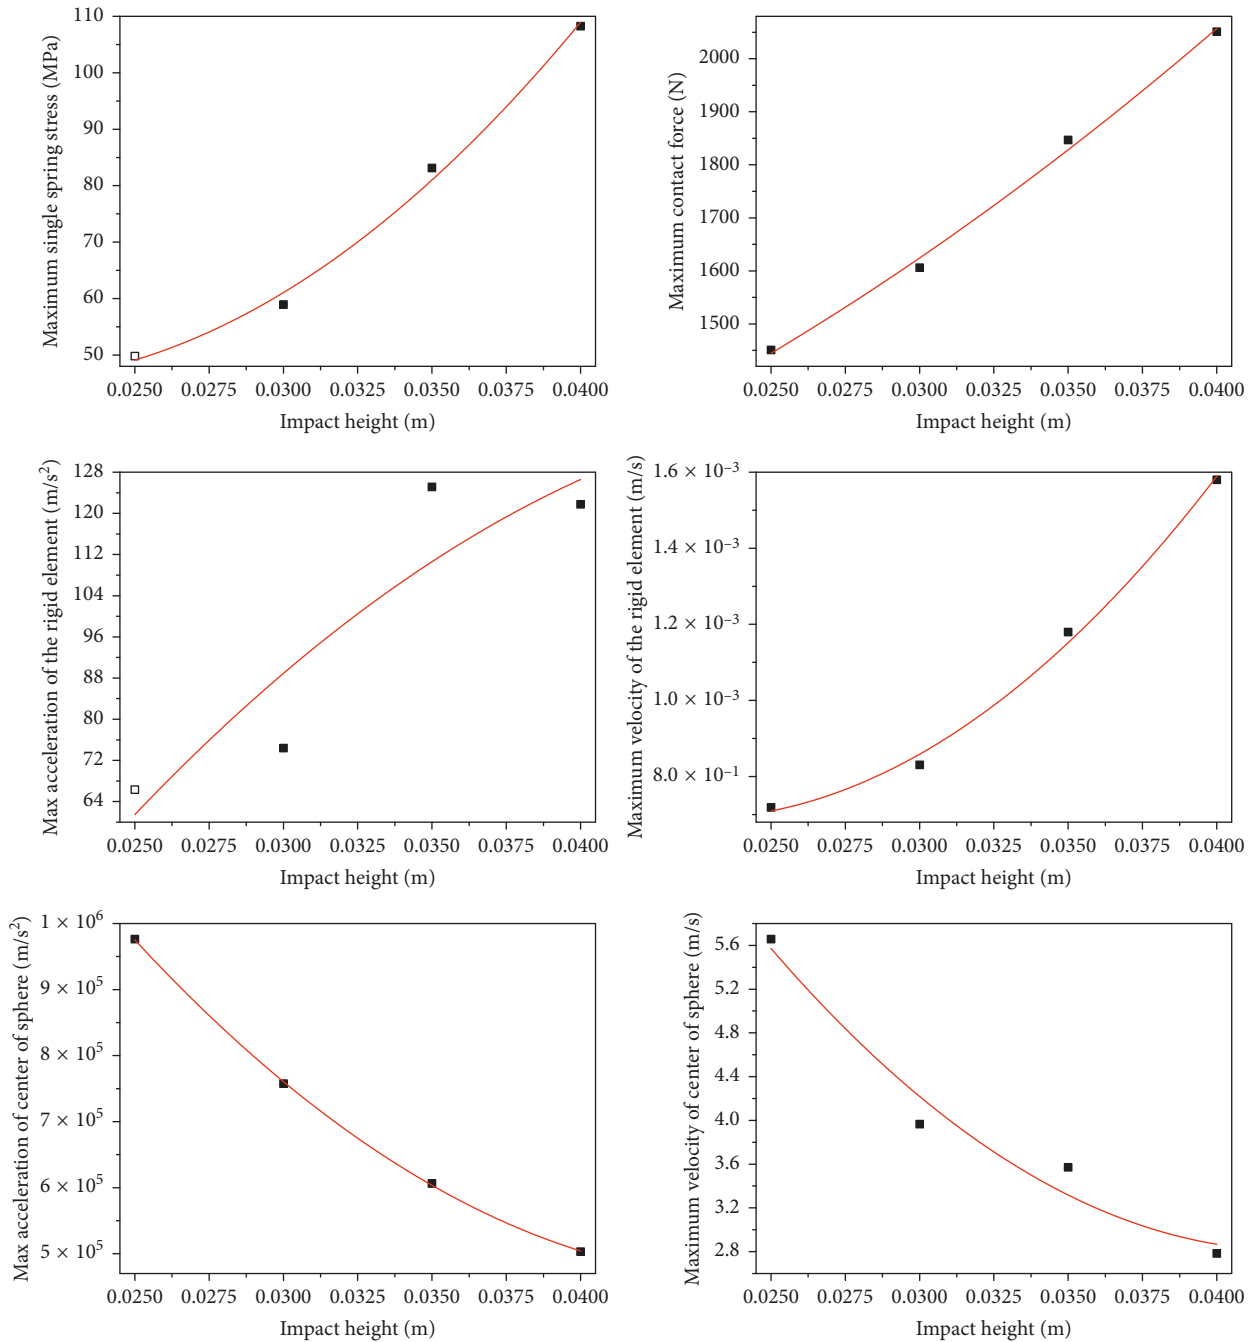 Maximum single spring stress (MPa)
110
100
90
80
70
60
50
0.0250 0.0275 0.0300 0.0325 0.0350 0.0375 0.0400
Impact height (m)
Maximum contact force (N)
2000
1900
1800
1700
1600
1500
0.0250 0.0275 0.0300 0.0325 0.0350 0.0375 0.0400
Impact height (m)
Max acceleration of the rigid element (m/s²)
128
120
112
104
96
88
80
72
64
0.0250 0.0275 0.0300 0.0325 0.0350 0.0375 0.0400
Impact height (m)
Maximum velocity of the rigid element (m/s)
1.6 × 10⁻³
1.4 × 10⁻³
1.2 × 10⁻³
1.0 × 10⁻³
8.0 × 10⁻¹
0.0250 0.0275 0.0300 0.0325 0.0350 0.0375 0.0400
Impact height (m)
Max acceleration of center of sphere (m/s²)
1 × 10⁶
9 × 10⁵
8 × 10⁵
7 × 10⁵
6 × 10⁵
5 × 10⁵
0.0250 0.0275 0.0300 0.0325 0.0350 0.0375 0.0400
Impact height (m)
Maximum velocity of center of sphere (m/s)
5.6
5.2
4.8
4.4
4.0
3.6
3.2
2.8
0.0250 0.0275 0.0300 0.0325 0.0350 0.0375 0.0400
Impact height (m)